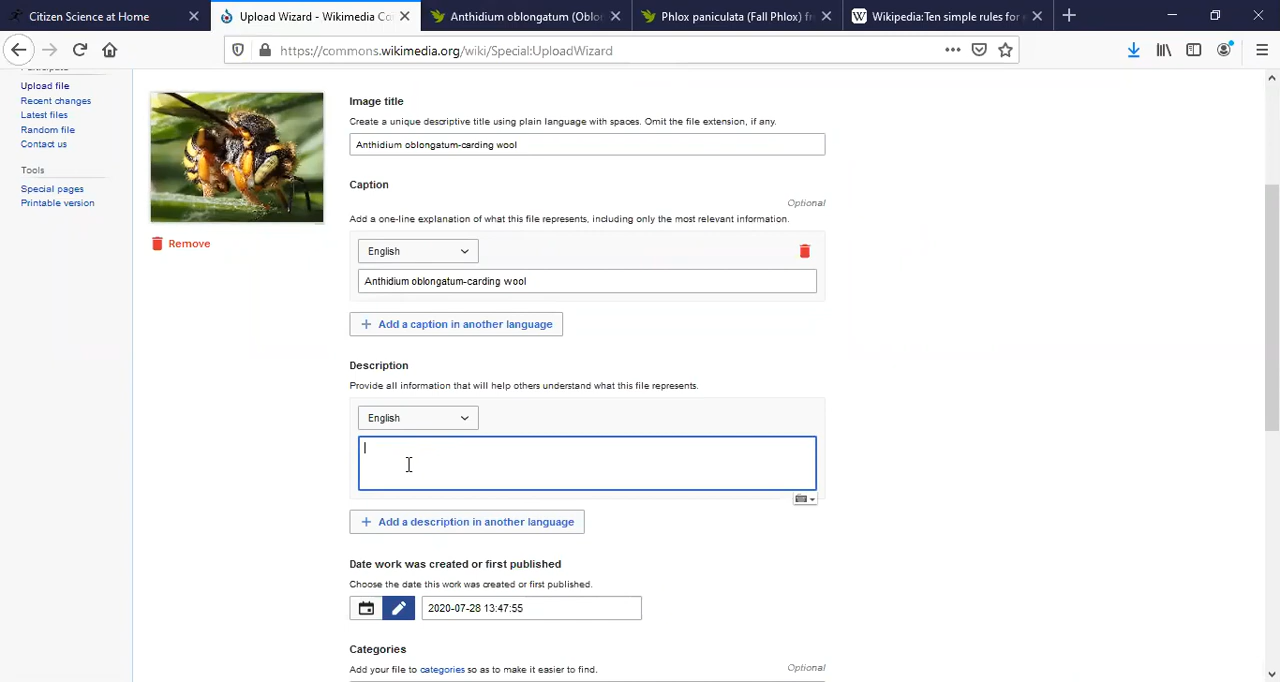 Citizen Science at Home
Upload Wizard - Wikimedia Co
Anthidium oblongatum (Oblon
Phlox paniculata (Fall Phlox) fr
Wikipedia:Ten simple rules for e
https://commons.wikimedia.org/wiki/Special:UploadWizard
Participate
Upload file
Recent changes
Latest files
Random file
Contact us
Tools
Special pages
Printable version
Remove
Image title
Create a unique descriptive title using plain language with spaces. Omit the file extension, if any.
Anthidium oblongatum-carding wool
Caption
Optional
Add a one-line explanation of what this file represents, including only the most relevant information.
English
Anthidium oblongatum-carding wool
+ Add a caption in another language
Description
Provide all information that will help others understand what this file represents.
English
+ Add a description in another language
Date work was created or first published
Choose the date this work was created or first published.
2020-07-28 13:47:55
Categories
Add your file to categories so as to make it easier to find.
Optional